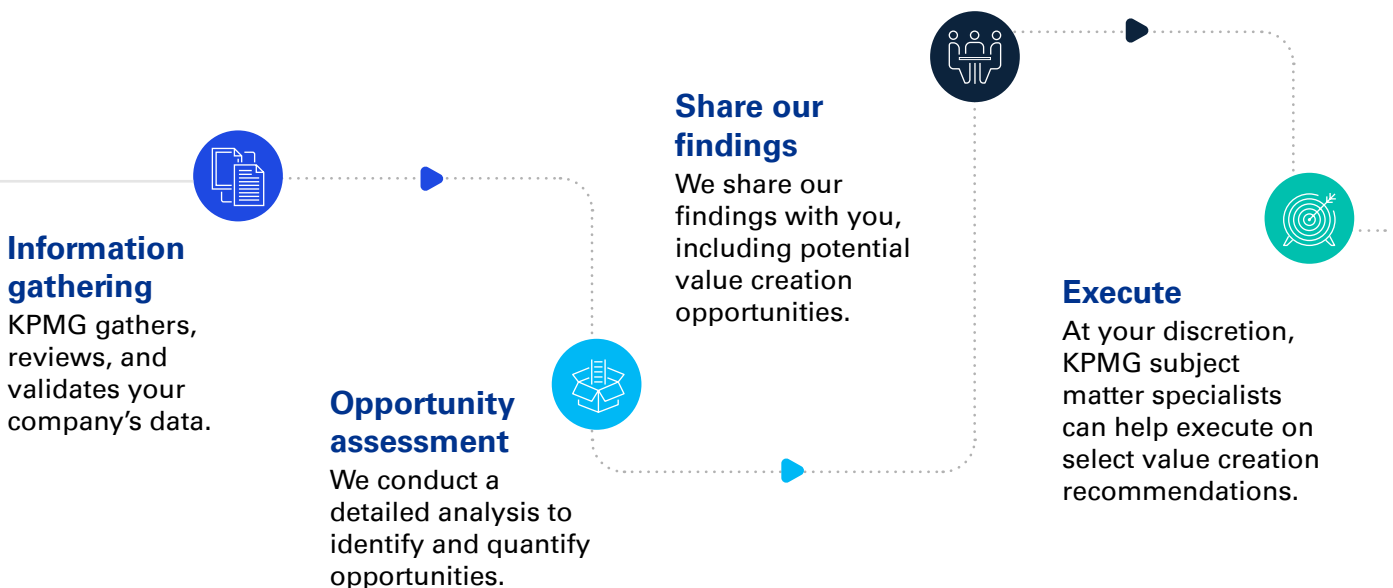 Information
gathering
KPMG gathers,
reviews, and
validates your
company's data.
Opportunity
assessment
We conduct a
detailed analysis to
identify and quantify
opportunities.
Share our
findings
We share our
findings with you,
including potential
value creation
opportunities.
Execute
At your discretion,
KPMG subject
matter specialists
can help execute on
select value creation
recommendations.